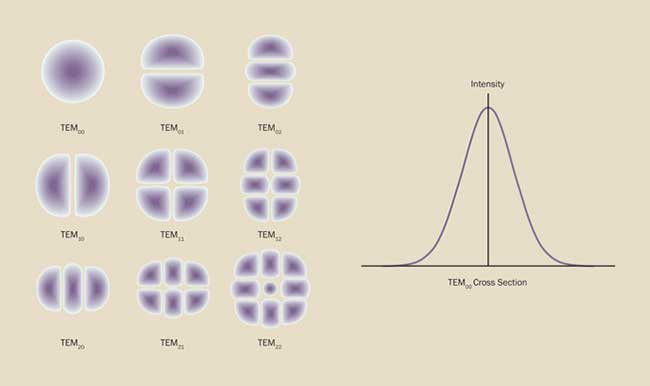 TEM00
TEM01
TEM02
TEM10
TEM11
TEM12
TEM20
TEM21
TEM22
Intensity
TEM00 Cross Section